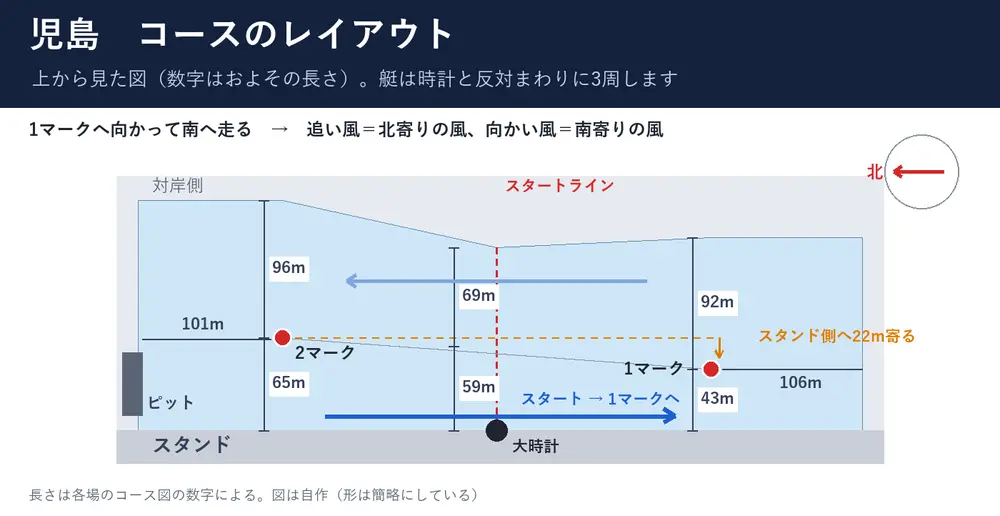 児島　コースのレイアウト
上から見た図（数字はおよその長さ）。艇は時計と反対まわりに3周します
1マークへ向かって南へ走る　→　追い風＝北寄りの風、向かい風＝南寄りの風
北
対岸側
スタートライン
96m
69m
92m
101m
スタンド側へ22m寄る
2マーク
1マーク
106m
65m
59m
43m
ピット
スタート → 1マークへ
スタンド
大時計
長さは各場のコース図の数字による。図は自作（形は簡略にしている）